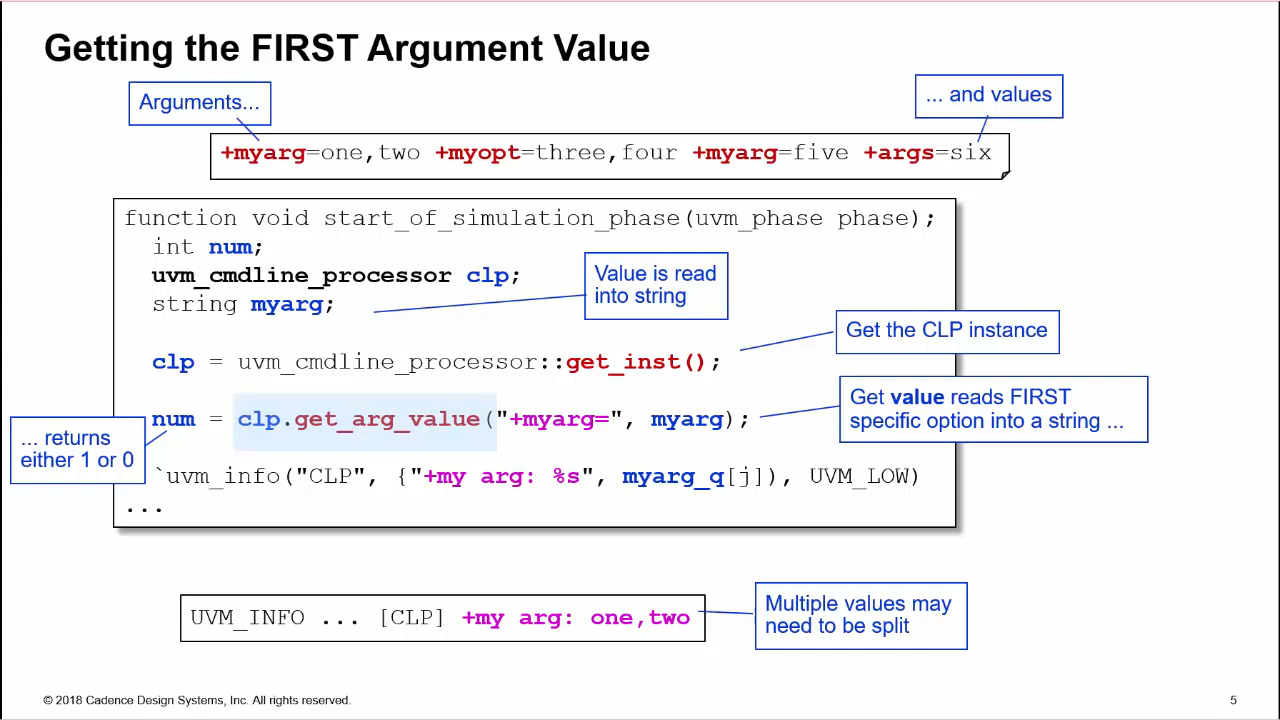 Getting the FIRST Argument Value
Arguments...
... and values
+myarg=one,two +myopt=three,four +myarg=five +args=six
function void start_of_simulation_phase(uvm_phase phase);
int num;
uvm_cmdline_processor clp;
string myarg;
Value is read
into string
Get the CLP instance
clp = uvm_cmdline_processor::get_inst();
Get value reads FIRST
specific option into a string ...
num = clp.get_arg_value("+myarg=", myarg);
... returns
either 1 or 0
`uvm_info("CLP", {"+my arg: %s", myarg_q[j]), UVM_LOW)
...
UVM_INFO ... [CLP] +my arg: one,two
Multiple values may
need to be split
© 2018 Cadence Design Systems, Inc. All rights reserved.
5